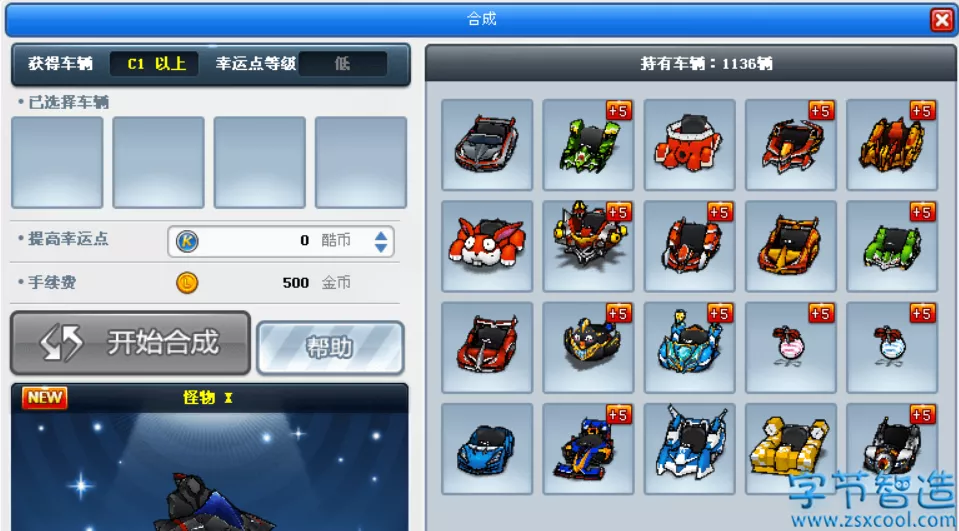 合成
获得车辆 C1 以上 幸运点等级 低
持有车辆：1136辆
已选择车辆
+5 +5 +5
提高幸运点 K 0 酷币
+5 +5 +5
手续费 L 500 金币
开始合成 帮助
+5 +5 +5 +5
NEW 怪物 X
+5 +5
字节智造
www.zsxcool.com